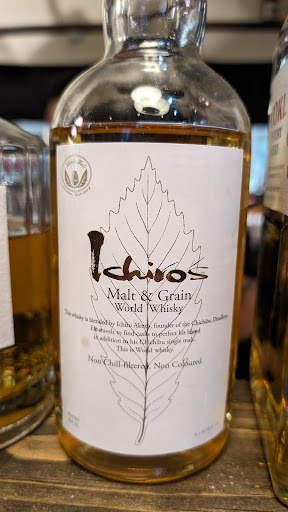 Ichiro's
Malt & Grain
World Whisky
This whisky is blended by Ichiro Akuto, founder of the Chichibu Distillery.
He travels to find casks to perfect his blend
in addition to his Chichibu single malt.
This is World whisky.
Non Chill-filtered, Non Coloured